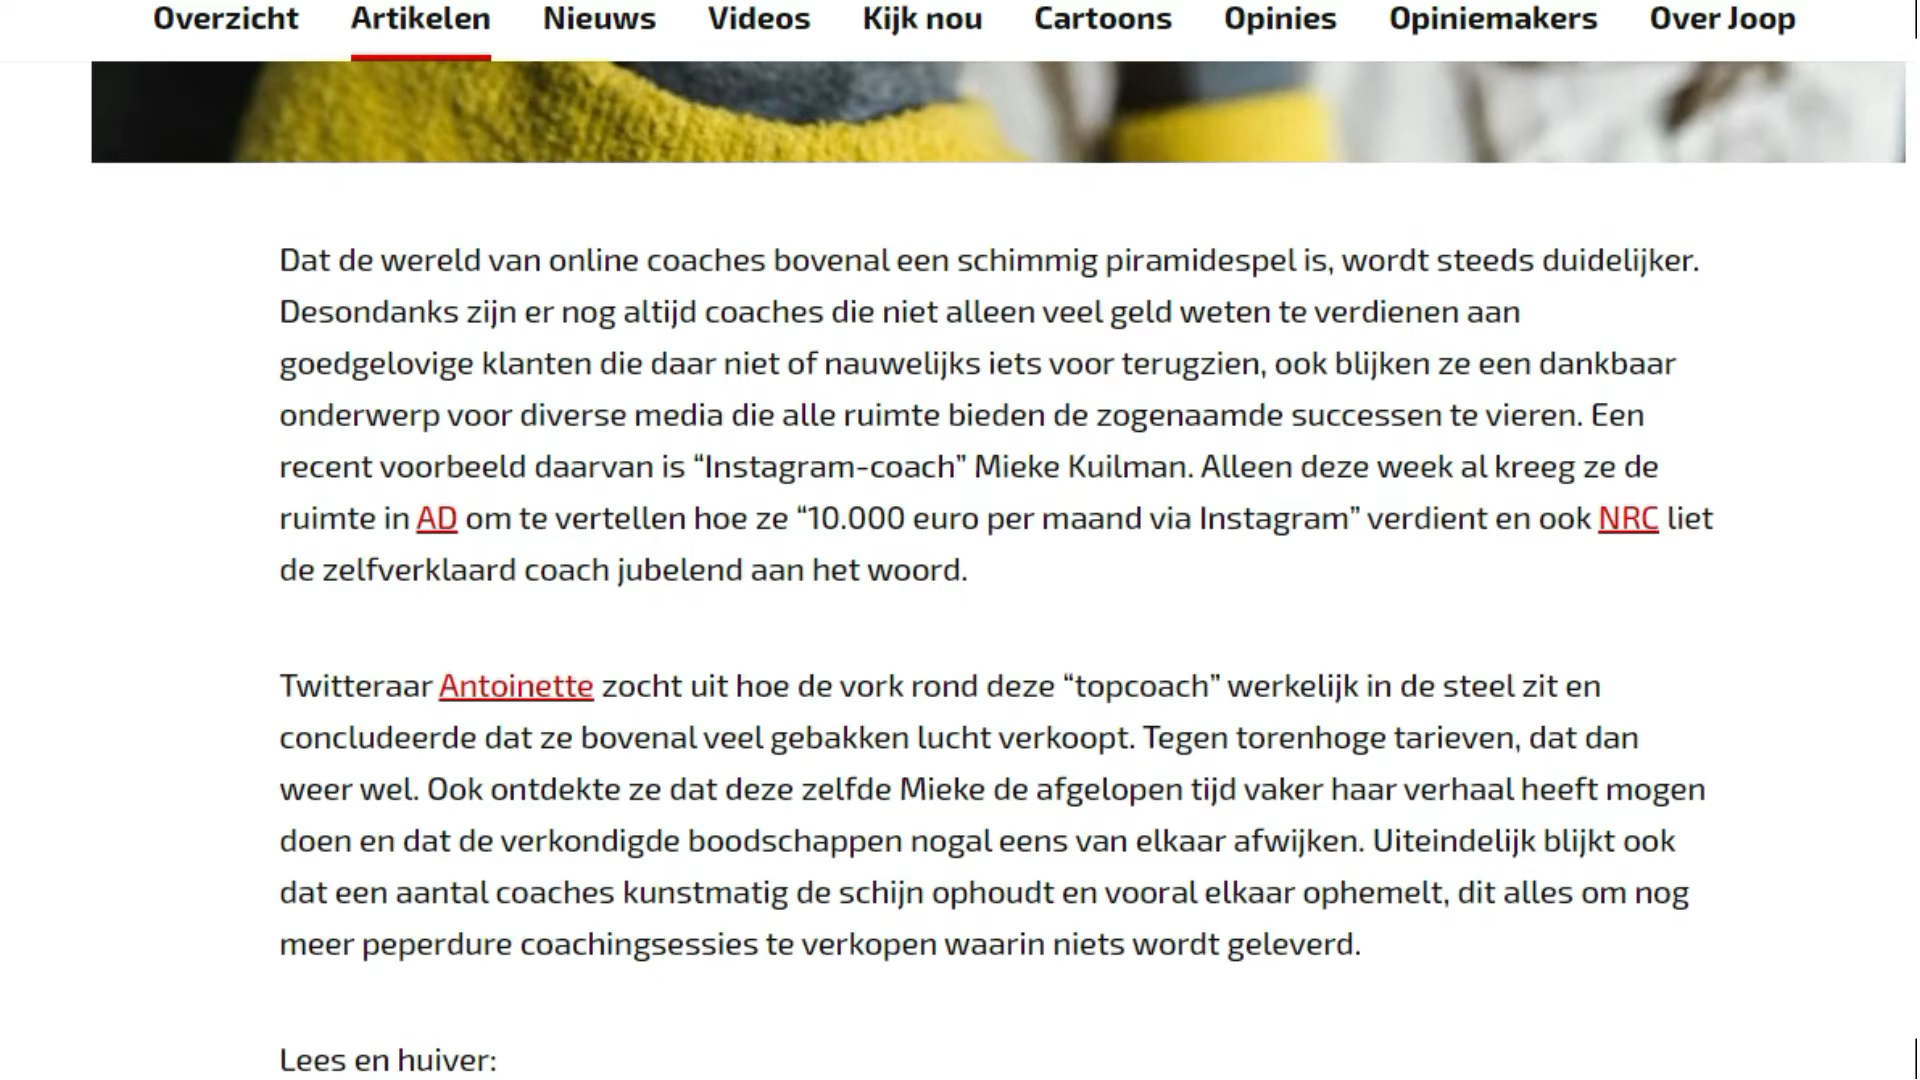 Overzicht Artikelen Nieuws Videos Kijk nou Cartoons Opinies Opiniemakers Over Joop
Dat de wereld van online coaches bovenal een schimmig piramidespel is, wordt steeds duidelijker.
Desondanks zijn er nog altijd coaches die niet alleen veel geld weten te verdienen aan
goedgelovige klanten die daar niet of nauwelijks iets voor terugzien, ook blijken ze een dankbaar
onderwerp voor diverse media die alle ruimte bieden de zogenaamde successen te vieren. Een
recent voorbeeld daarvan is “Instagram-coach” Mieke Kuilman. Alleen deze week al kreeg ze de
ruimte in AD om te vertellen hoe ze “10.000 euro per maand via Instagram” verdient en ook NRC liet
de zelfverklaard coach jubelend aan het woord.
Twitteraar Antoinette zocht uit hoe de vork rond deze “topcoach” werkelijk in de steel zit en
concludeerde dat ze bovenal veel gebakken lucht verkoopt. Tegen torenhoge tarieven, dat dan
weer wel. Ook ontdekte ze dat deze zelfde Mieke de afgelopen tijd vaker haar verhaal heeft mogen
doen en dat de verkondigde boodschappen nogal eens van elkaar afwijken. Uiteindelijk blijkt ook
dat een aantal coaches kunstmatig de schijn ophoudt en vooral elkaar ophemelt, dit alles om nog
meer peperdure coachingsessies te verkopen waarin niets wordt geleverd.
Lees en huiver: